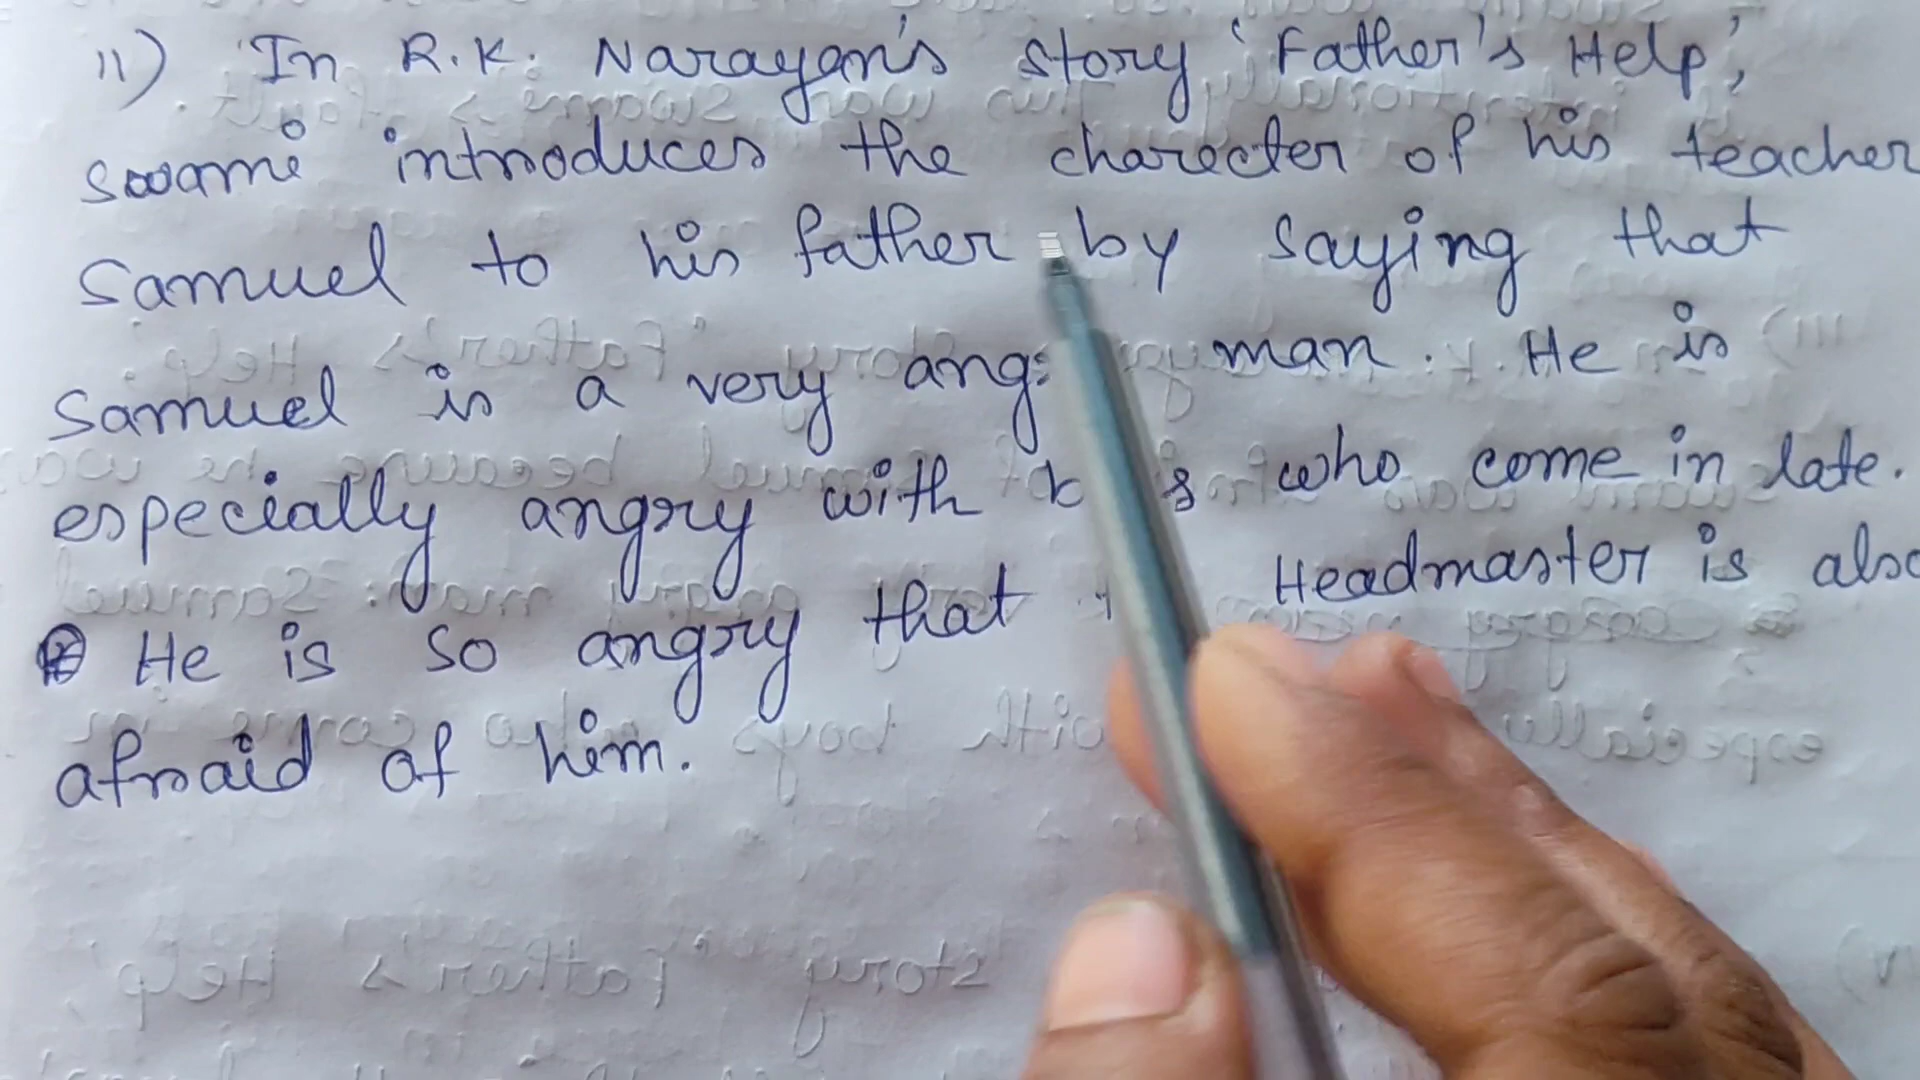 11) In R.K. Narayan's story 'Father's Help',
Swami introduces the charecter of his teacher
Samuel to his father by saying that
Samuel is a very ang man. He is
especially angry with who come in late.
He is so angry that Headmaster is also
afraid of him.